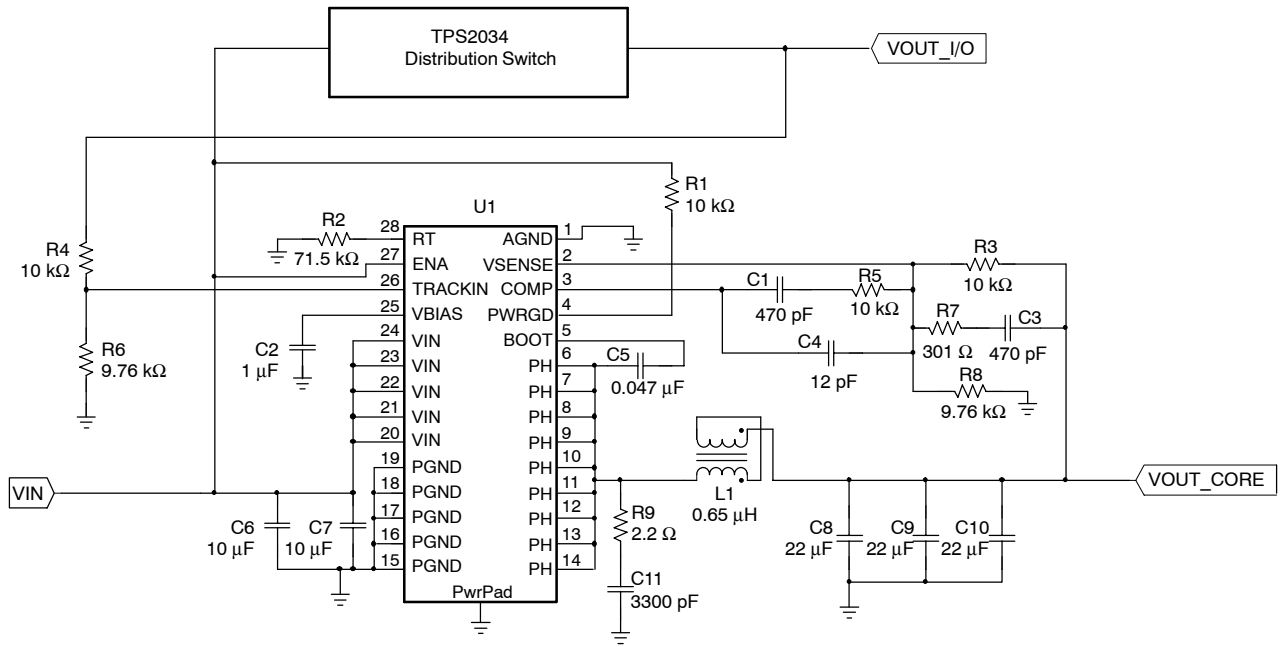 TPS2034
Distribution Switch
VOUT_I/O
R1
10 kΩ
U1
R2
71.5 kΩ
R4
10 kΩ
R6
9.76 kΩ
C2
1 μF
28
RT
27
ENA
26
TRACKIN
25
VBIAS
24
VIN
23
VIN
22
VIN
21
VIN
20
VIN
19
PGND
18
PGND
17
PGND
16
PGND
15
PGND
AGND
1
VSENSE
2
COMP
3
PWRGD
4
BOOT
5
PH
6
PH
7
PH
8
PH
9
PH
10
PH
11
PH
12
PH
13
PH
14
PwrPad
C5
0.047 μF
C1
470 pF
R5
10 kΩ
C4
12 pF
R3
10 kΩ
R7
301 Ω
C3
470 pF
R8
9.76 kΩ
VIN
C6
10 μF
C7
10 μF
R9
2.2 Ω
C11
3300 pF
L1
0.65 μH
C8
22 μF
C9
22 μF
C10
22 μF
VOUT_CORE